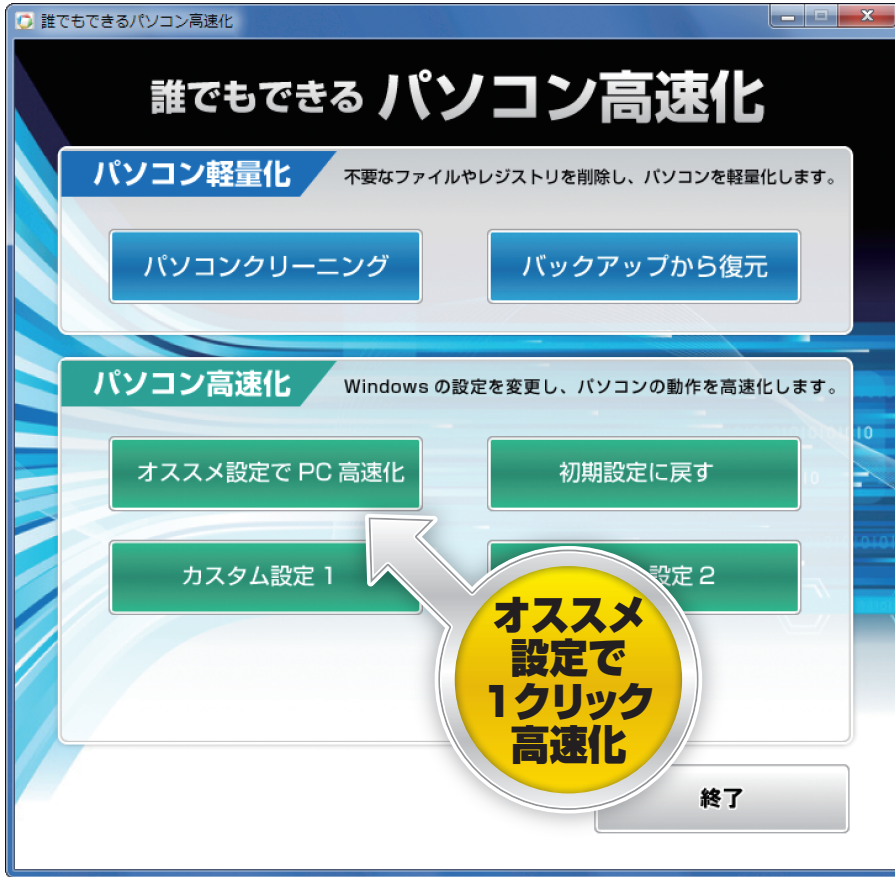 誰でもできるパソコン高速化
誰でもできる パソコン高速化
パソコン軽量化 不要なファイルやレジストリを削除し、パソコンを軽量化します。
パソコンクリーニング バックアップから復元
パソコン高速化 Windows の設定を変更し、パソコンの動作を高速化します。
オススメ設定で PC 高速化 初期設定に戻す
カスタム設定 1 設定 2
オススメ
設定で
1クリック
高速化
終了